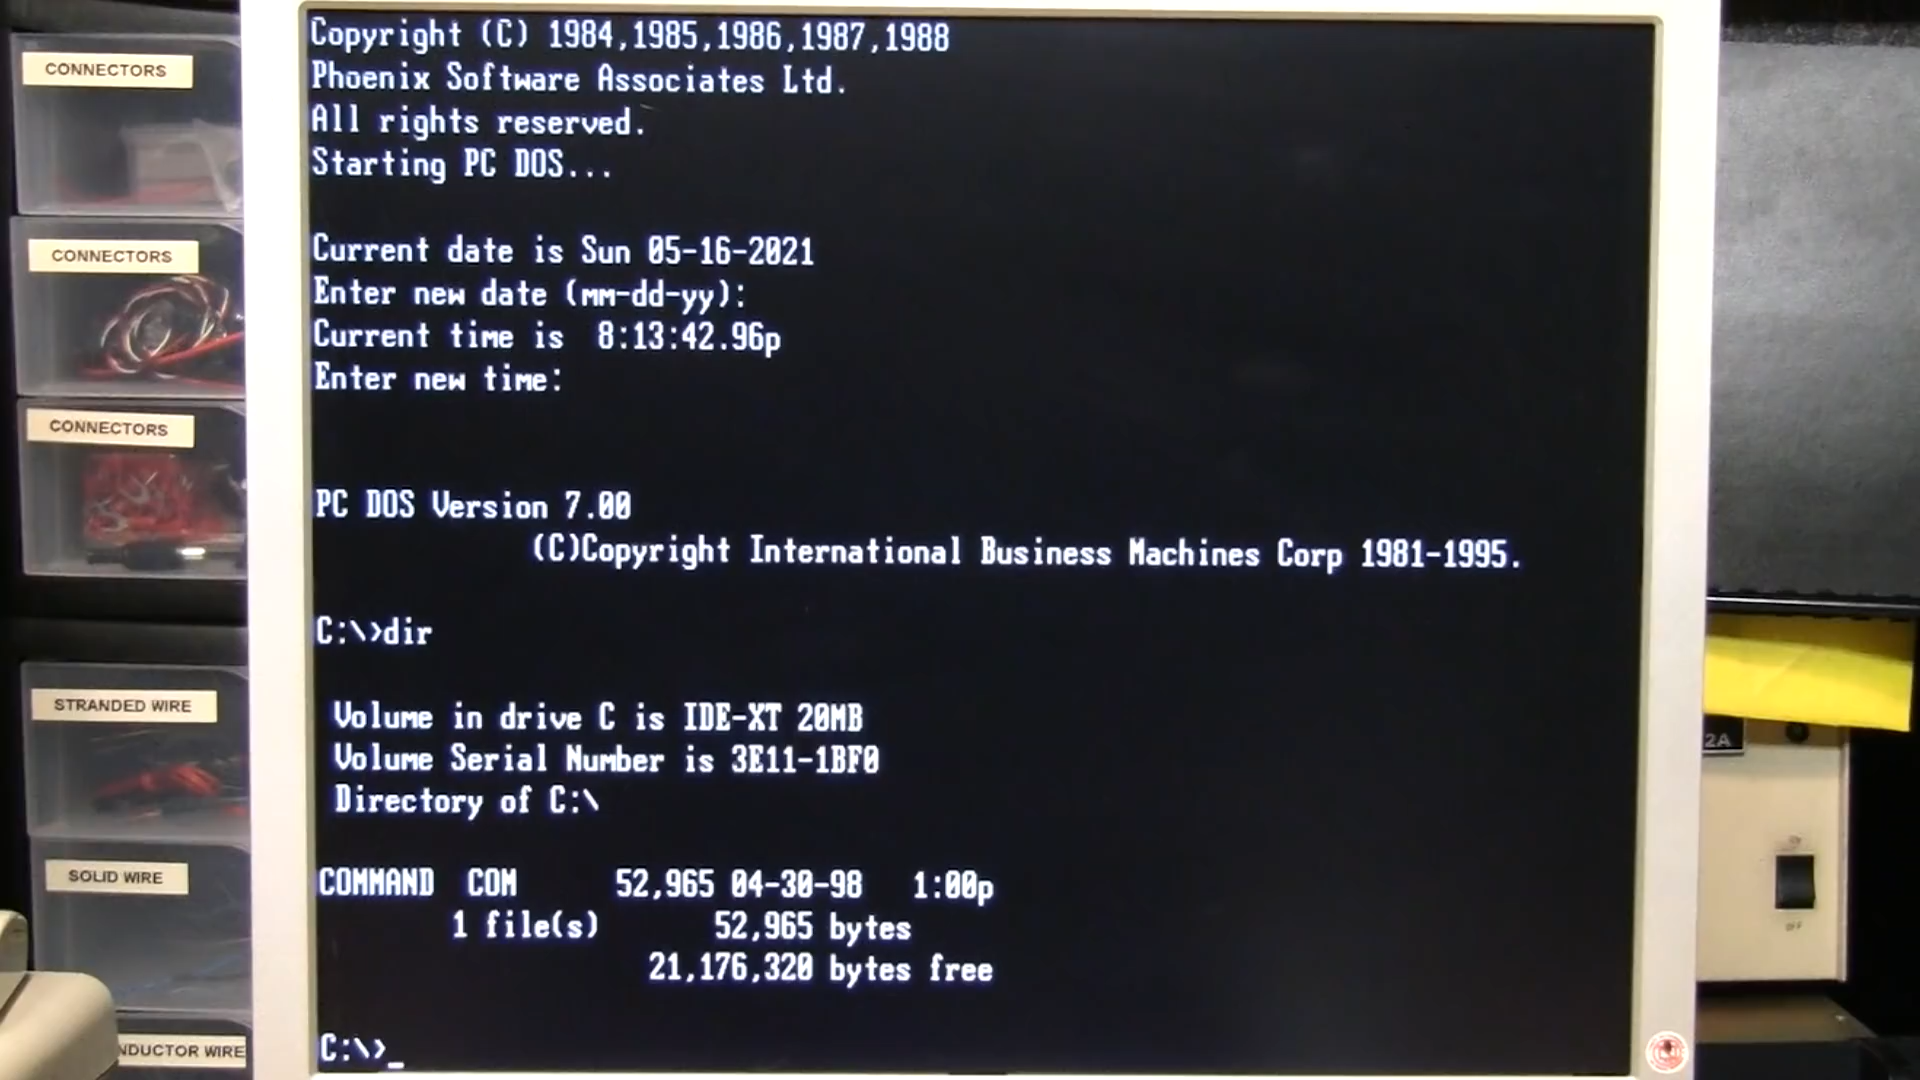 Copyright (C) 1984,1985,1986,1987,1988
Phoenix Software Associates Ltd.
All rights reserved.
Starting PC DOS...
Current date is Sun 05-16-2021
Enter new date (mm-dd-yy):
Current time is  8:13:42.96p
Enter new time:
PC DOS Version 7.00
(C)Copyright International Business Machines Corp 1981-1995.
C:\>dir
Volume in drive C is IDE-XT 20MB
Volume Serial Number is 3E11-1BF0
Directory of C:\
COMMAND  COM      52,965 04-30-98   1:00p
1 file(s)       52,965 bytes
21,176,320 bytes free
C:\>_
CONNECTORS
CONNECTORS
CONNECTORS
STRANDED WIRE
SOLID WIRE
NDUCTOR WIRE
2A
ON
OFF